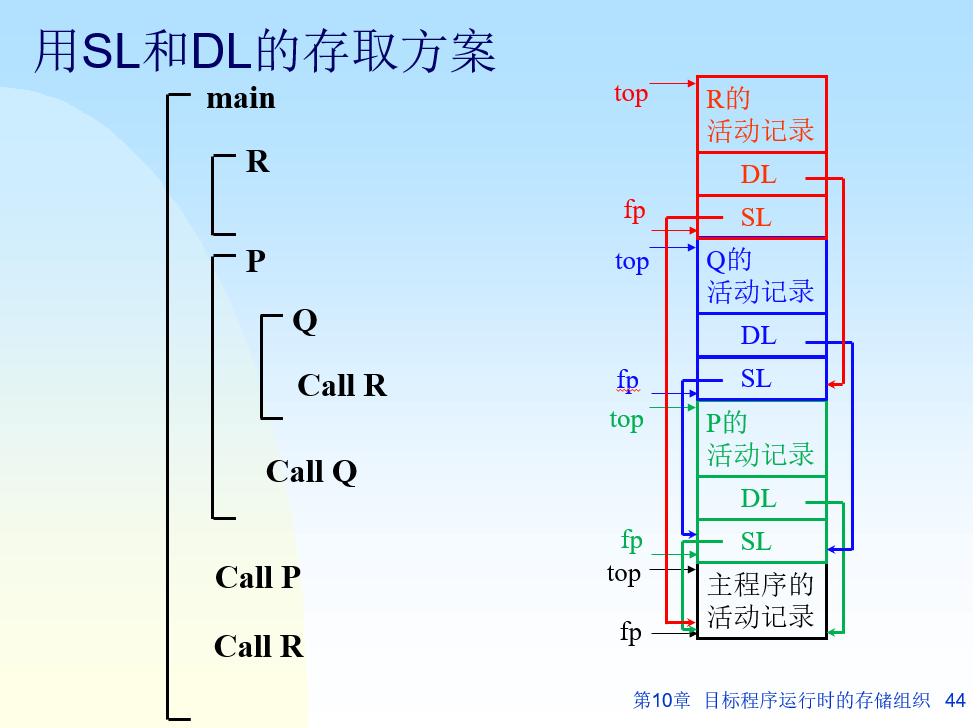 用SL和DL的存取方案
main
R
P
Q
Call R
Call Q
Call P
Call R
top
R的
活动记录
DL
fp
SL
top
Q的
活动记录
DL
fp
SL
top
P的
活动记录
DL
fp
SL
top
主程序的
活动记录
fp
第10章 目标程序运行时的存储组织 44